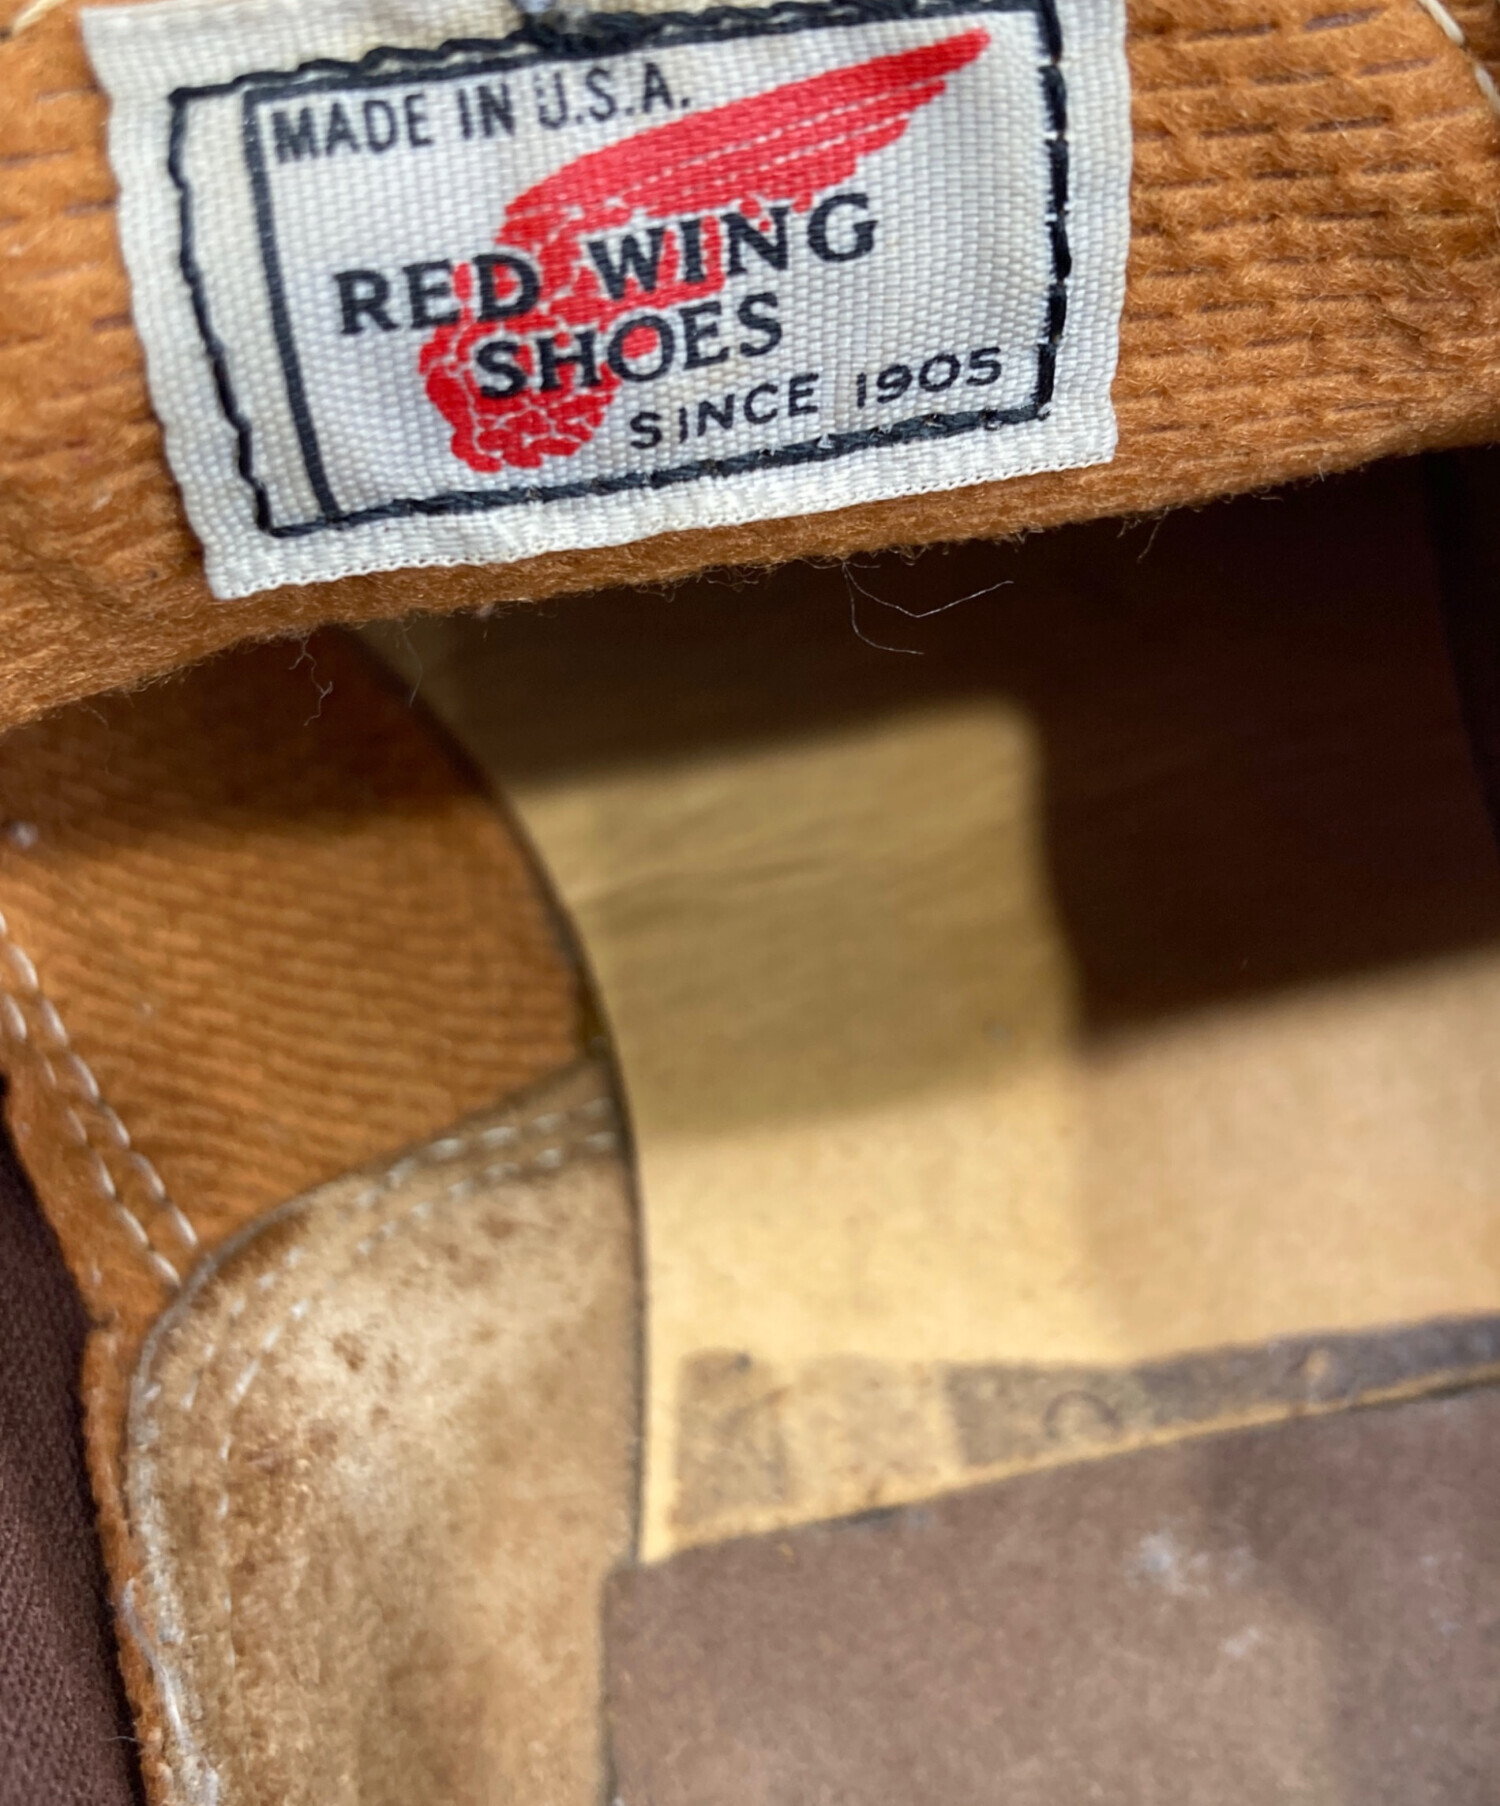 MADE IN U.S.A.
RED WING
SHOES
SINCE 1905